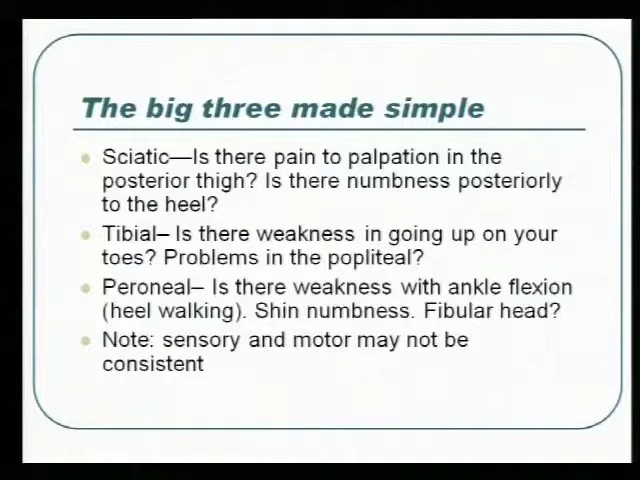 The big three made simple
Sciatic—Is there pain to palpation in the
posterior thigh? Is there numbness posteriorly
to the heel?
Tibial– Is there weakness in going up on your
toes? Problems in the popliteal?
Peroneal– Is there weakness with ankle flexion
(heel walking). Shin numbness. Fibular head?
Note: sensory and motor may not be
consistent